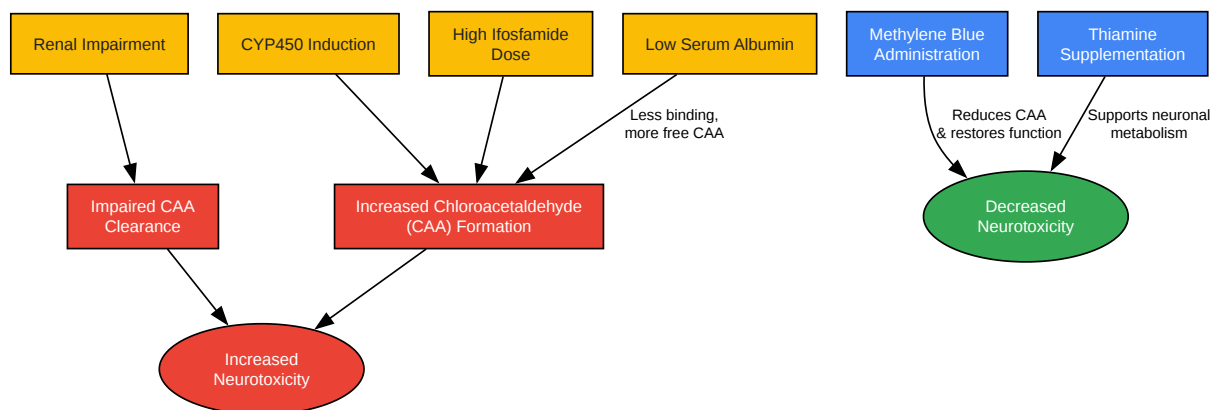 Renal Impairment
CYP450 Induction
High Ifosfamide
Dose
Low Serum Albumin
Methylene Blue
Administration
Thiamine
Supplementation
Less binding,
more free CAA
Reduces CAA
& restores function
Supports neuronal
metabolism
Impaired CAA
Clearance
Increased Chloroacetaldehyde
(CAA) Formation
Decreased
Neurotoxicity
Increased
Neurotoxicity